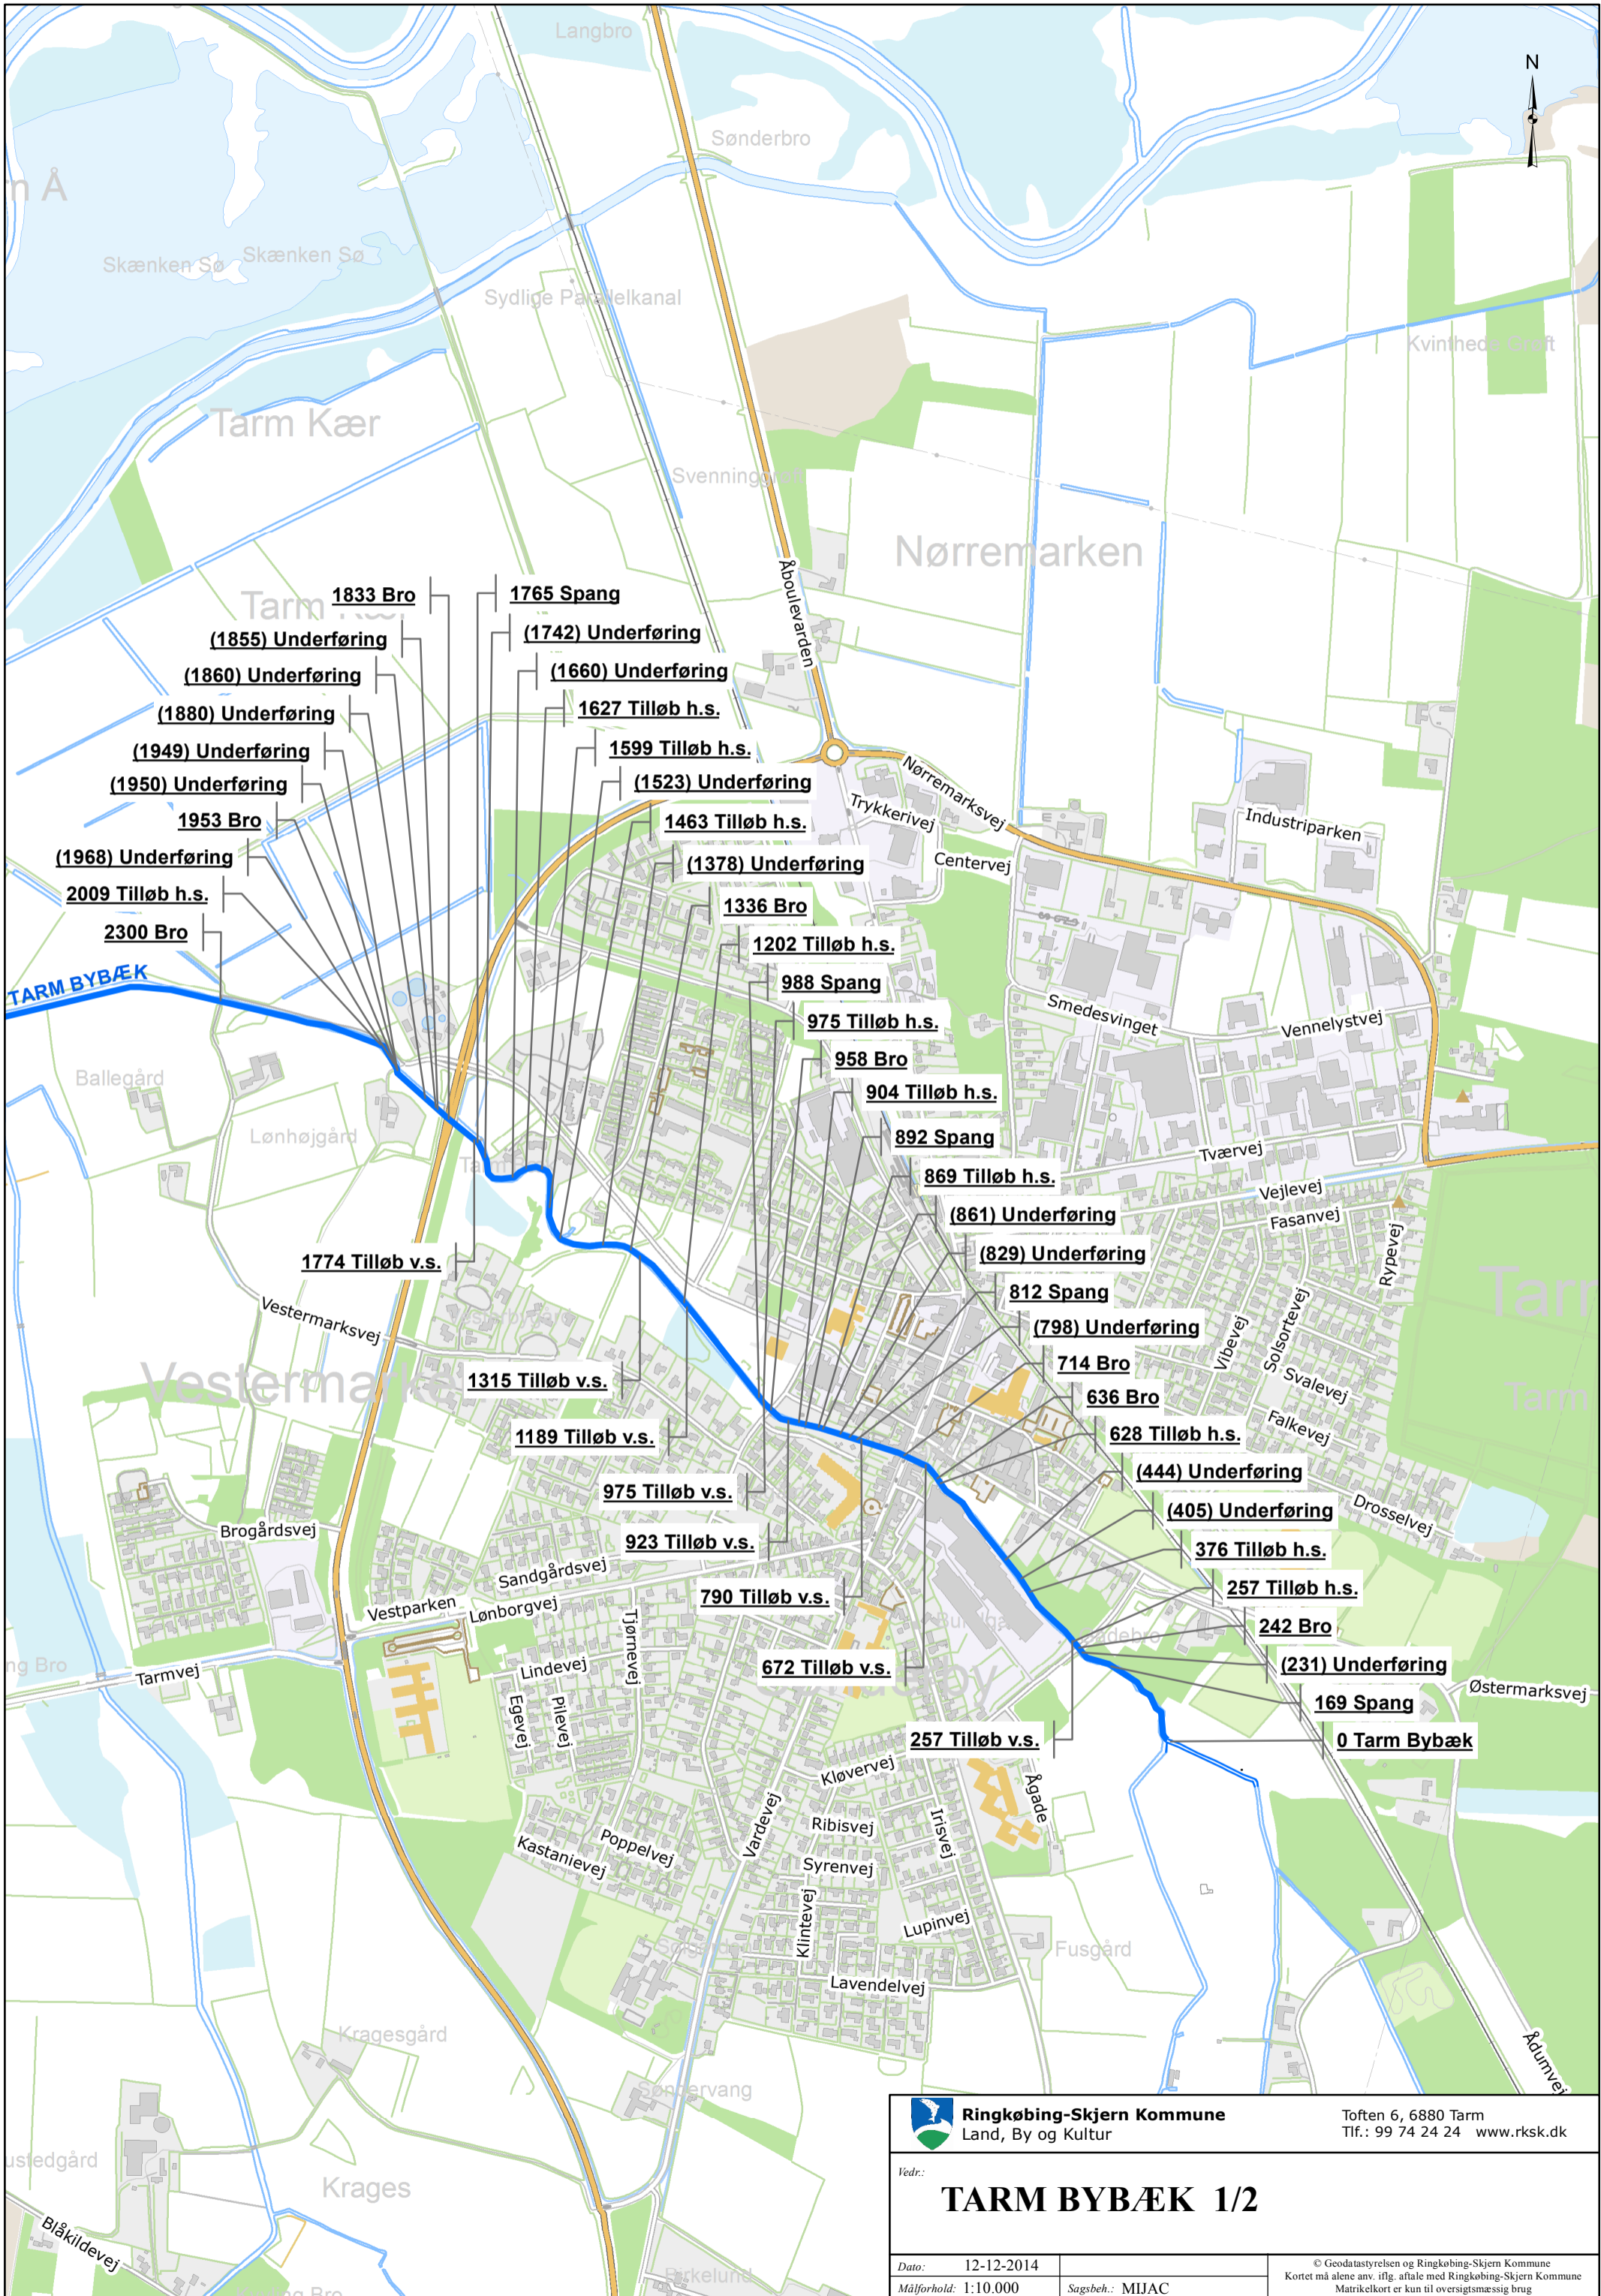 Langbro
N
Sønderbro
n Å
Skænken Sø
Skænken Sø
Sydlige Parallelkanal
Tarm Kær
Svenninggrøft
Nørremarken
Åboulevarden
Tarm Kær
1833 Bro
1765 Spang
(1855) Underføring
(1742) Underføring
(1860) Underføring
(1660) Underføring
(1880) Underføring
1627 Tilløb h.s.
(1949) Underføring
1599 Tilløb h.s.
(1950) Underføring
(1523) Underføring
1953 Bro
1463 Tilløb h.s.
(1968) Underføring
(1378) Underføring
2009 Tilløb h.s.
1336 Bro
2300 Bro
1202 Tilløb h.s.
TARM BYBÆK
988 Spang
975 Tilløb h.s.
958 Bro
904 Tilløb h.s.
892 Spang
869 Tilløb h.s.
(861) Underføring
(829) Underføring
812 Spang
(798) Underføring
714 Bro
636 Bro
628 Tilløb h.s.
(444) Underføring
(405) Underføring
376 Tilløb h.s.
257 Tilløb h.s.
242 Bro
(231) Underføring
169 Spang
0 Tarm Bybæk
1774 Tilløb v.s.
1315 Tilløb v.s.
1189 Tilløb v.s.
975 Tilløb v.s.
923 Tilløb v.s.
790 Tilløb v.s.
672 Tilløb v.s.
257 Tilløb v.s.
Nørremarksvej
Trykkerivej
Centervej
Industriparken
Smedesvinget
Vennelystvej
Tværvej
Vejlevej
Fasanvej
Rypevej
Vibevej
Solsortevej
Svalevej
Falkevej
Drosselvej
Tarm
Tarm
Ballegård
Lønhøjgård
Vestermarksvej
Brogårdsvej
Sandgårdsvej
Vestparken
Lønborgvej
Tjørnevej
Tarmvej
ng Bro
Lindevej
Egevej
Pilevej
Østermarksvej
Kløvervej
Ågade
Vardevej
Ribisvej
Irisvej
Poppelvej
Kastanievej
Syrenvej
Klintevej
Lupinvej
Fusgård
Lavendelvej
Kragesgård
Ådumvej
Søndervang
ustedgård
Krages
Blåkildevej
Birkelund
Ringkøbing-Skjern Kommune
Land, By og Kultur
Toften 6, 6880 Tarm
Tlf.: 99 74 24 24 www.rksk.dk
Vedr.:
TARM BYBÆK 1/2
Dato: 12-12-2014
Målforhold: 1:10.000
Sagsbeh.: MIJAC
© Geodatastyrelsen og Ringkøbing-Skjern Kommune
Kortet må alene anv. iflg. aftale med Ringkøbing-Skjern Kommune
Matrikelkort er kun til oversigtsmæssig brug